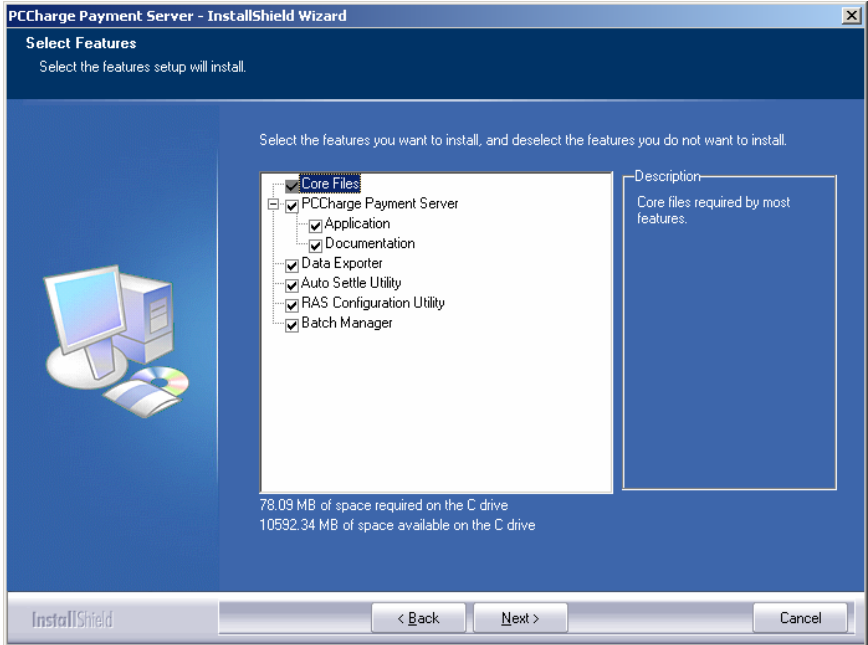 PCCharge Payment Server - InstallShield Wizard
Select Features
Select the features setup will install.
Select the features you want to install, and deselect the features you do not want to install.
Core Files
PCCharge Payment Server
Application
Documentation
Data Exporter
Auto Settle Utility
RAS Configuration Utility
Batch Manager
Description
Core files required by most
features.
78.09 MB of space required on the C drive
10592.34 MB of space available on the C drive
InstallShield
< Back
Next >
Cancel